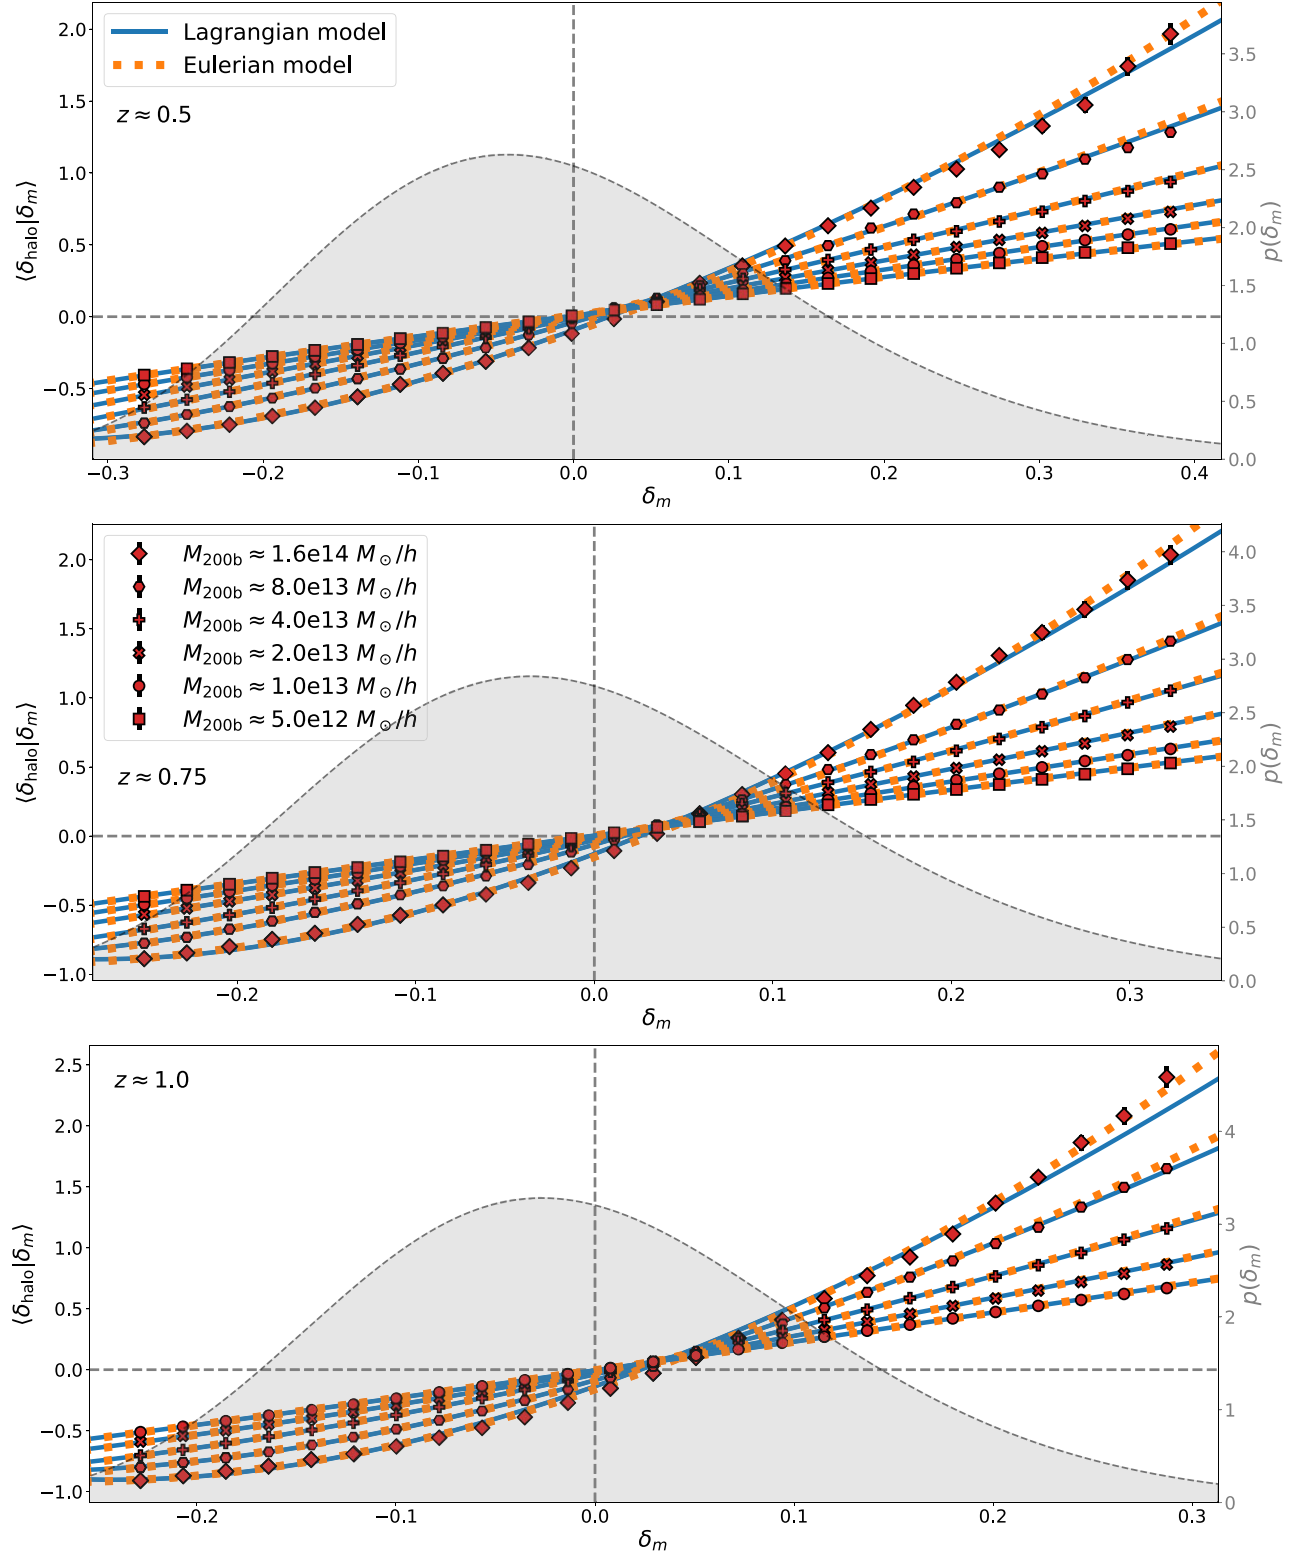 Lagrangian model
Eulerian model
z ≈ 0.5
⟨δhalo|δm⟩
2.0
1.5
1.0
0.5
0.0
−0.5
p(δm)
3.5
3.0
2.5
2.0
1.5
1.0
0.5
0.0
−0.3 −0.2 −0.1 0.0 0.1 0.2 0.3 0.4
δm
M200b ≈ 1.6e14 M⊙/h
M200b ≈ 8.0e13 M⊙/h
M200b ≈ 4.0e13 M⊙/h
M200b ≈ 2.0e13 M⊙/h
M200b ≈ 1.0e13 M⊙/h
M200b ≈ 5.0e12 M⊙/h
z ≈ 0.75
⟨δhalo|δm⟩
2.0
1.5
1.0
0.5
0.0
−0.5
−1.0
p(δm)
4.0
3.5
3.0
2.5
2.0
1.5
1.0
0.5
0.0
−0.2 −0.1 0.0 0.1 0.2 0.3
δm
z ≈ 1.0
⟨δhalo|δm⟩
2.5
2.0
1.5
1.0
0.5
0.0
−0.5
−1.0
p(δm)
4
3
2
1
0
−0.2 −0.1 0.0 0.1 0.2 0.3
δm